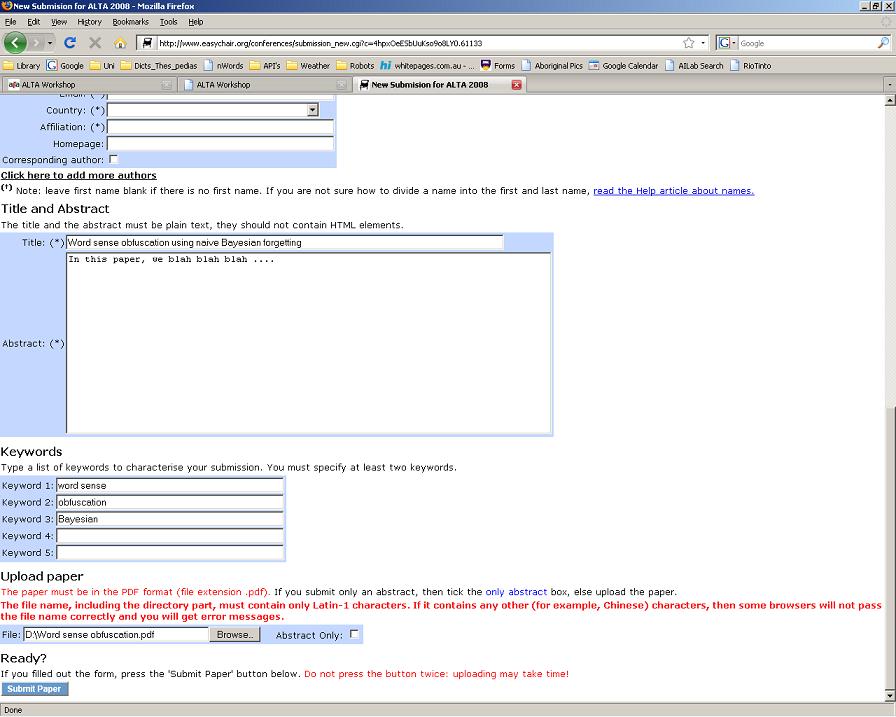 New Submision for ALTA 2008 - Mozilla Firefox
File Edit View History Bookmarks Tools Help
http://www.easychair.org/conferences/submission_new.cgi?c=4hpxOeESbUuKso9o8LY0.61133 Google
Library Google Uni Dicts_Thes_pedias nWords API's Weather Robots hi whitepages.com.au - ... Forms Aboriginal Pics Google Calendar AILab Search RioTinto
alta ALTA Workshop ALTA Workshop New Submision for ALTA 2008
Email: (*)
Country: (*)
Affiliation: (*)
Homepage:
Corresponding author:
Click here to add more authors
(¹) Note: leave first name blank if there is no first name. If you are not sure how to divide a name into the first and last name, read the Help article about names.
Title and Abstract
The title and the abstract must be plain text, they should not contain HTML elements.
Title: (*) Word sense obfuscation using naive Bayesian forgetting
In this paper, we blah blah blah ....
Abstract: (*)
Keywords
Type a list of keywords to characterise your submission. You must specify at least two keywords.
Keyword 1: word sense
Keyword 2: obfuscation
Keyword 3: Bayesian
Keyword 4:
Keyword 5:
Upload paper
The paper must be in the PDF format (file extension .pdf). If you submit only an abstract, then tick the only abstract box, else upload the paper.
The file name, including the directory part, must contain only Latin-1 characters. If it contains any other (for example, Chinese) characters, then some browsers will not pass
the file name correctly and you will get error messages.
File: D:\Word sense obfuscation.pdf Browse... Abstract Only:
Ready?
If you filled out the form, press the 'Submit Paper' button below. Do not press the button twice: uploading may take time!
Submit Paper
Done